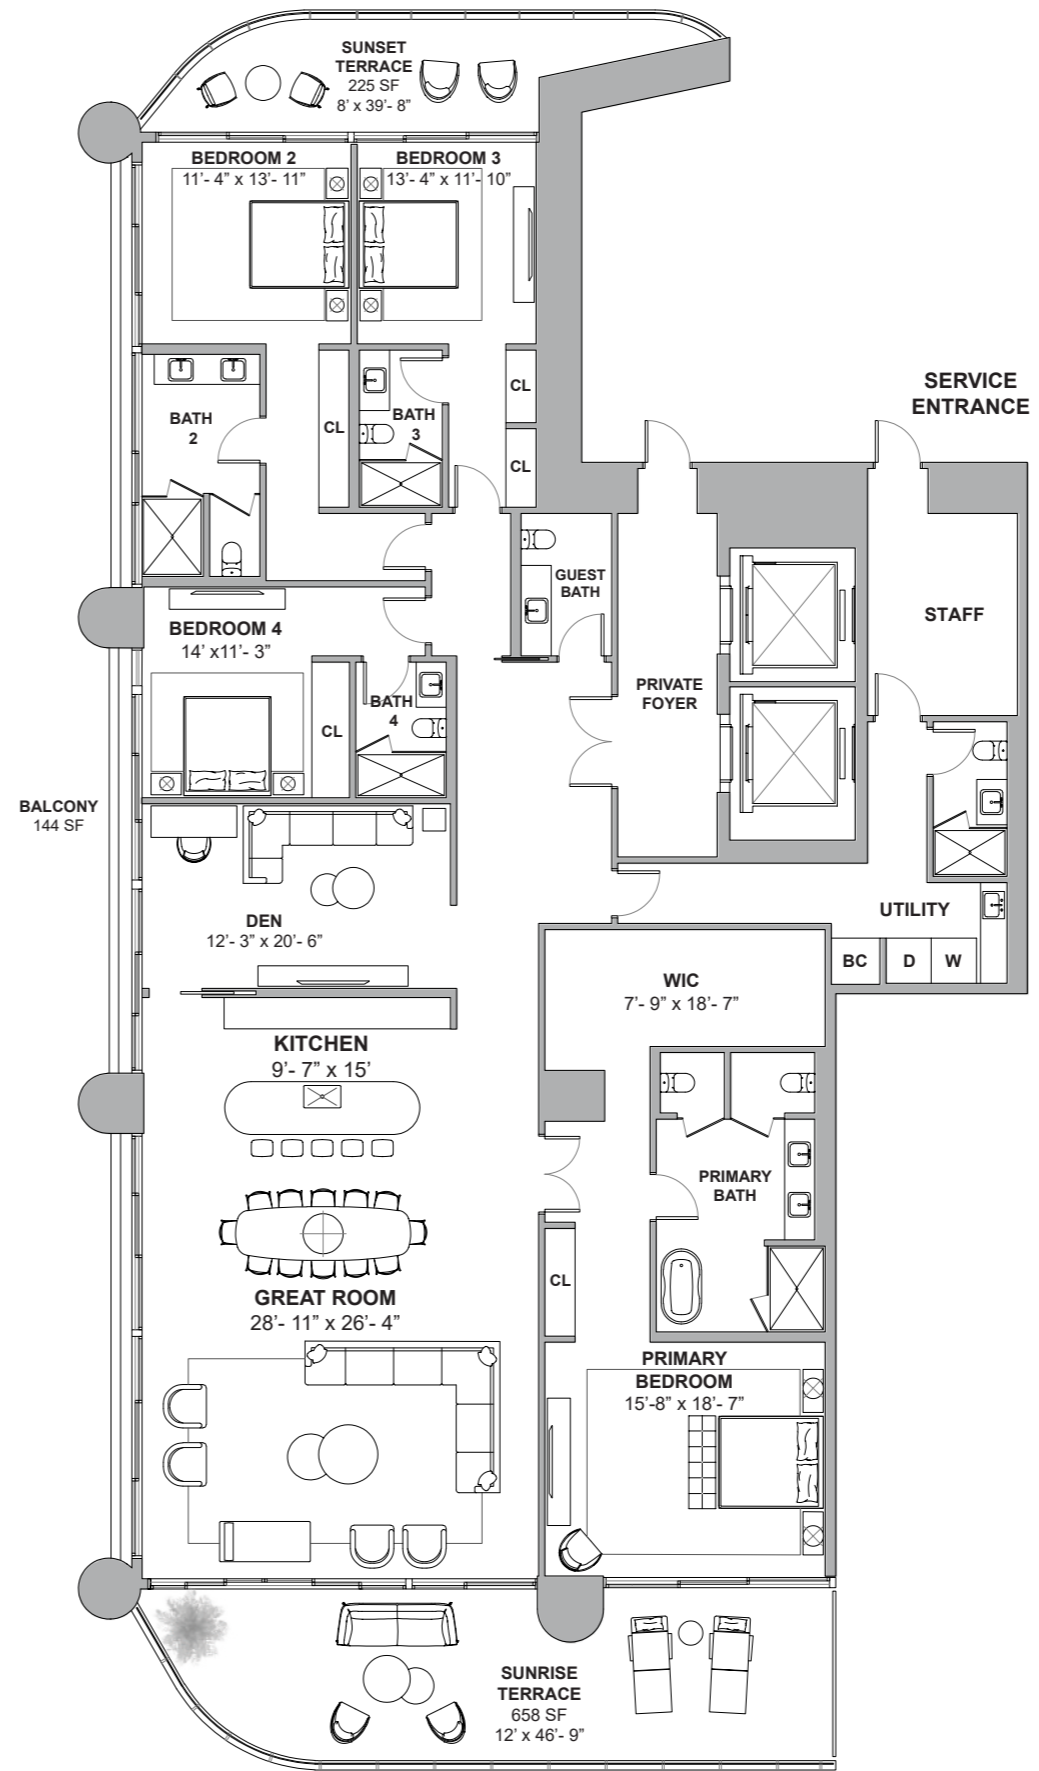 SUNSET
TERRACE
225 SF
8’ x 39’- 8”
BEDROOM 2
11’- 4” x 13’- 11”
BEDROOM 3
13’- 4” x 11’- 10”
SERVICE
ENTRANCE
CL
BATH
2
CL
BATH
3
CL
GUEST
BATH
STAFF
BEDROOM 4
14’ x11’- 3”
PRIVATE
FOYER
BATH
4
CL
BALCONY
144 SF
DEN
12’- 3” x 20’- 6”
UTILITY
BC
D
W
WIC
7’- 9” x 18’- 7”
KITCHEN
9’- 7” x 15’
PRIMARY
BATH
CL
GREAT ROOM
28’- 11” x 26’- 4”
PRIMARY
BEDROOM
15’-8” x 18’- 7”
SUNRISE
TERRACE
658 SF
12’ x 46’- 9”